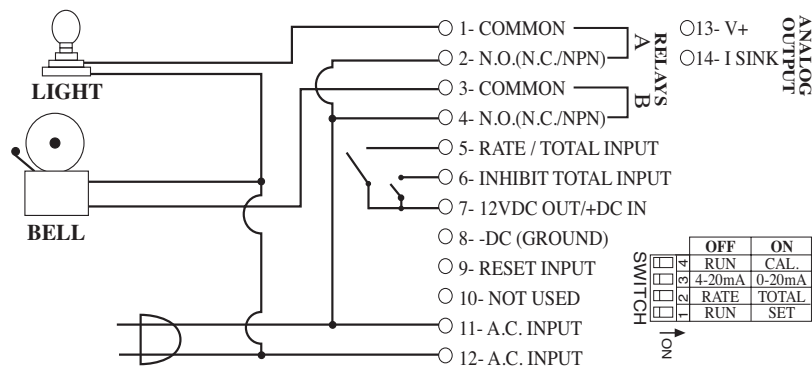 LIGHT
BELL
1- COMMON
2- N.O.(N.C./NPN)
3- COMMON
4- N.O.(N.C./NPN)
5- RATE / TOTAL INPUT
6- INHIBIT TOTAL INPUT
7- 12VDC OUT/+DC IN
8- -DC (GROUND)
9- RESET INPUT
10- NOT USED
11- A.C. INPUT
12- A.C. INPUT
A
B
RELAYS
13- V+
14- I SINK
ANALOG
OUTPUT
SWITCH
OFF ON
4 RUN CAL.
3 4-20mA 0-20mA
2 RATE TOTAL
1 RUN SET
ON